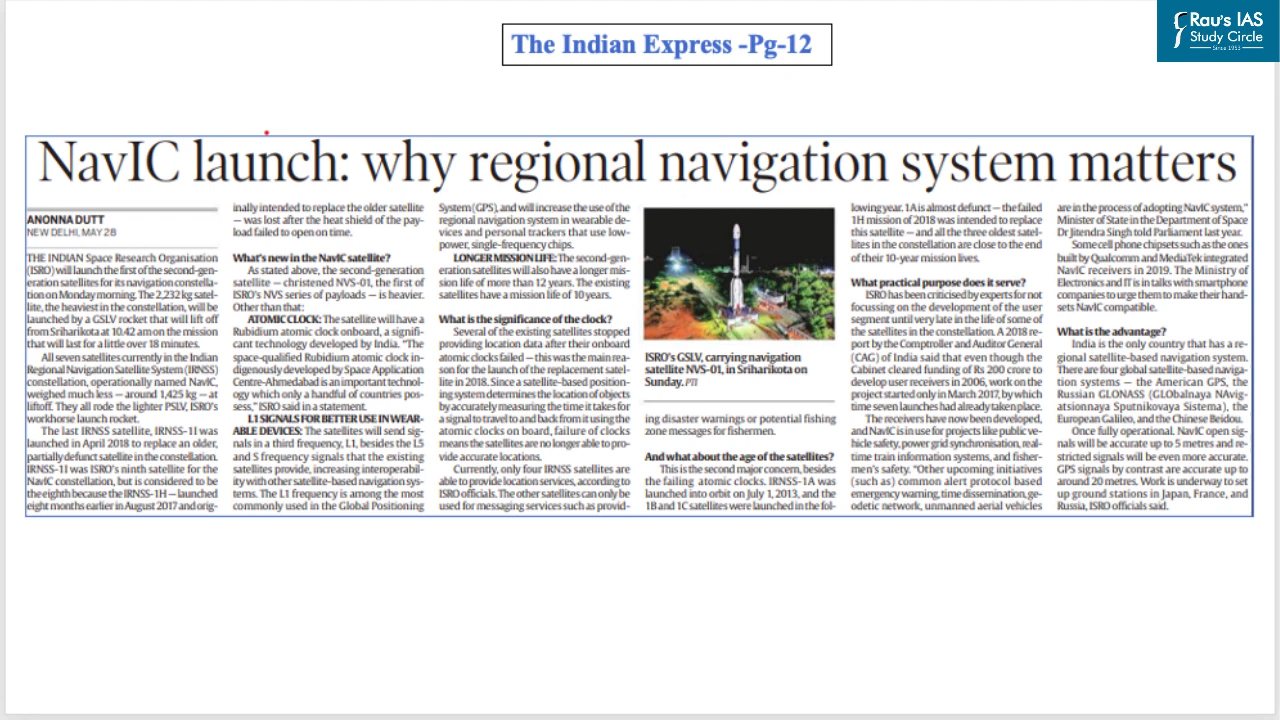 The Indian Express -Pg-12
Rau's IAS
Study Circle
Since 1953
NavIC launch: why regional navigation system matters
ANONNA DUTT
NEW DELHI, MAY 28
THE INDIAN Space Research Organisation
(ISRO) will launch the first of the second-gen-
eration satellites for its navigation constella-
tion on Monday morning. The 2,232 kg satel-
lite, the heaviest in the constellation, will be
launched by a GSLV rocket that will lift off
from Sriharikota at 10.42 am on the mission
that will last for a little over 18 minutes.
All seven satellites currently in the Indian
Regional Navigation Satellite System (IRNSS)
constellation, operationally named NavIC,
weighed much less — around 1,425 kg — at
liftoff. They all rode the lighter PSLV, ISRO's
workhorse launch rocket.
The last IRNSS satellite, IRNSS-1I was
launched in April 2018 to replace an older,
partially defunct satellite in the constellation.
IRNSS-1I was ISRO's ninth satellite for the
NavIC constellation, but is considered to be
the eighth because the IRNSS-1H — launched
eight months earlier in August 2017 and orig-
inally intended to replace the older satellite
— was lost after the heat shield of the pay-
load failed to open on time.
What's new in the NavIC satellite?
As stated above, the second-generation
satellite — christened NVS-01, the first of
ISRO's NVS series of payloads — is heavier.
Other than that:
ATOMIC CLOCK: The satellite will have a
Rubidium atomic clock onboard, a signifi-
cant technology developed by India. "The
space-qualified Rubidium atomic clock in-
digenously developed by Space Application
Centre-Ahmedabad is an important technol-
ogy which only a handful of countries pos-
sess," ISRO said in a statement.
L1 SIGNALS FOR BETTER USE IN WEAR-
ABLE DEVICES: The satellites will send sig-
nals in a third frequency, L1, besides the L5
and S frequency signals that the existing
satellites provide, increasing interoperabil-
ity with other satellite-based navigation sys-
tems. The L1 frequency is among the most
commonly used in the Global Positioning
System (GPS), and will increase the use of the
regional navigation system in wearable de-
vices and personal trackers that use low-
power, single-frequency chips.
LONGER MISSION LIFE: The second-gen-
eration satellites will also have a longer mis-
sion life of more than 12 years. The existing
satellites have a mission life of 10 years.
What is the significance of the clock?
Several of the existing satellites stopped
providing location data after their onboard
atomic clocks failed — this was the main rea-
son for the launch of the replacement satel-
lite in 2018. Since a satellite-based position-
ing system determines the location of objects
by accurately measuring the time it takes for
a signal to travel to and back from it using the
atomic clocks on board, failure of clocks
means the satellites are no longer able to pro-
vide accurate locations.
Currently, only four IRNSS satellites are
able to provide location services, according to
ISRO officials. The other satellites can only be
used for messaging services such as provid-
ISRO's GSLV, carrying navigation
satellite NVS-01, in Sriharikota on
Sunday. PTI
ing disaster warnings or potential fishing
zone messages for fishermen.
And what about the age of the satellites?
This is the second major concern, besides
the failing atomic clocks. IRNSS-1A was
launched into orbit on July 1, 2013, and the
1B and 1C satellites were launched in the fol-
lowing year. 1A is almost defunct — the failed
1H mission of 2018 was intended to replace
this satellite — and all the three oldest satel-
lites in the constellation are close to the end
of their 10-year mission lives.
What practical purpose does it serve?
ISRO has been criticised by experts for not
focussing on the development of the user
segment until very late in the life of some of
the satellites in the constellation. A 2018 re-
port by the Comptroller and Auditor General
(CAG) of India said that even though the
Cabinet cleared funding of Rs 200 crore to
develop user receivers in 2006, work on the
project started only in March 2017, by which
time seven launches had already taken place.
The receivers have now been developed,
and NavIC is in use for projects like public ve-
hicle safety, power grid synchronisation, real-
time train information systems, and fisher-
men's safety. "Other upcoming initiatives
(such as) common alert protocol based
emergency warning, time dissemination, ge-
odetic network, unmanned aerial vehicles
are in the process of adopting NavIC system,"
Minister of State in the Department of Space
Dr Jitendra Singh told Parliament last year.
Some cell phone chipsets such as the ones
built by Qualcomm and MediaTek integrated
NavIC receivers in 2019. The Ministry of
Electronics and IT is in talks with smartphone
companies to urge them to make their hand-
sets NavIC compatible.
What is the advantage?
India is the only country that has a re-
gional satellite-based navigation system.
There are four global satellite-based naviga-
tion systems — the American GPS, the
Russian GLONASS (GLObalnaya NAvig-
atsionnaya Sputnikovaya Sistema), the
European Galileo, and the Chinese Beidou.
Once fully operational, NavIC open sig-
nals will be accurate up to 5 metres and re-
stricted signals will be even more accurate.
GPS signals by contrast are accurate up to
around 20 metres. Work is underway to set
up ground stations in Japan, France, and
Russia, ISRO officials said.